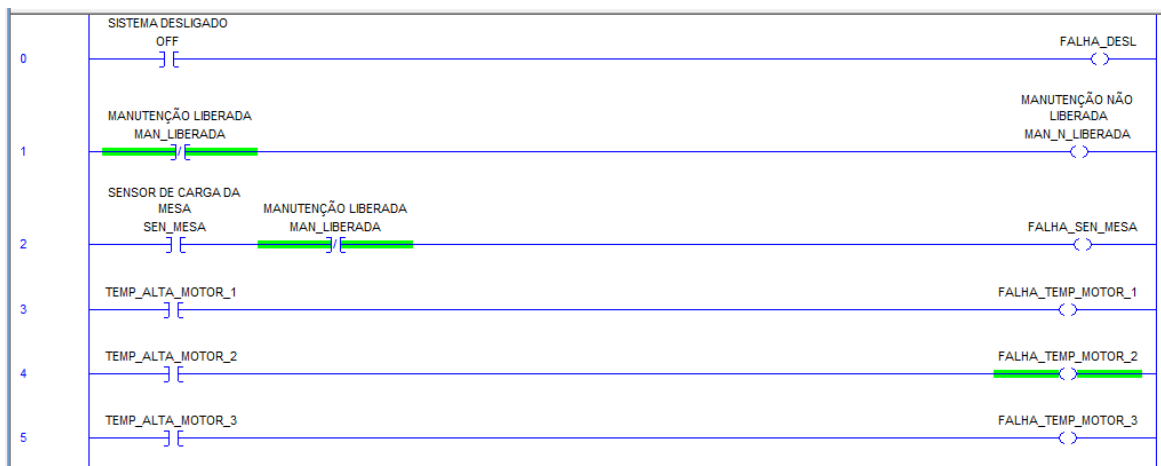 SISTEMA DESLIGADO
OFF
FALHA_DESL
0
MANUTENÇÃO LIBERADA
MAN_LIBERADA
MANUTENÇÃO NÃO
LIBERADA
MAN_N_LIBERADA
1
SENSOR DE CARGA DA
MESA
SEN_MESA
MANUTENÇÃO LIBERADA
MAN_LIBERADA
FALHA_SEN_MESA
2
TEMP_ALTA_MOTOR_1
FALHA_TEMP_MOTOR_1
3
TEMP_ALTA_MOTOR_2
FALHA_TEMP_MOTOR_2
4
TEMP_ALTA_MOTOR_3
FALHA_TEMP_MOTOR_3
5